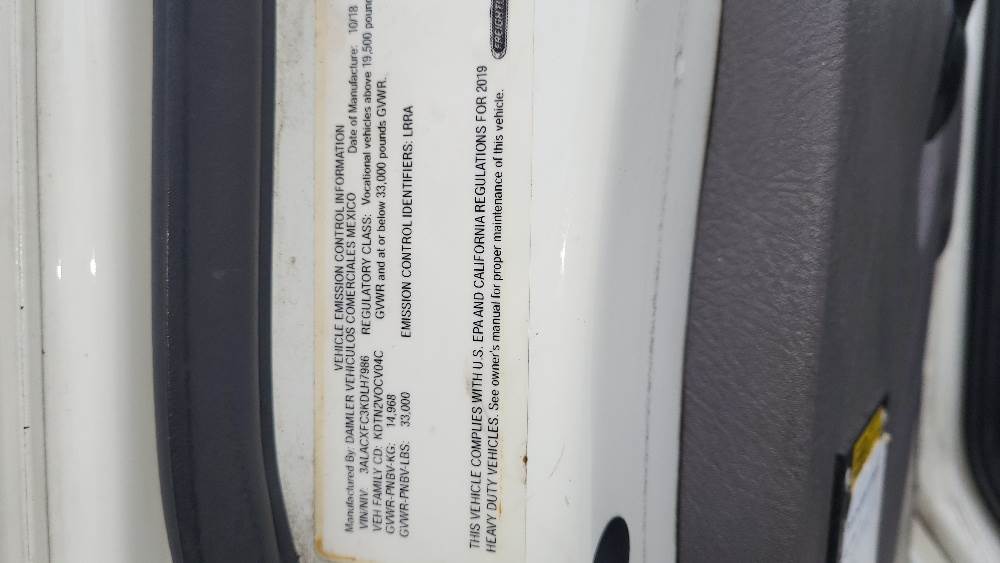 VEHICLE EMISSION CONTROL INFORMATION
Manufactured By: DAIMLER VEHICULOS COMERCIALES MEXICO Date of Manufacture: 10/18
VIN/NIV: 3ALACXFC3KDLH7986 REGULATORY CLASS: Vocational vehicles above 19,500
VEH FAMILY CD: KDTN2VOCV04C GVWR and at or below 33,000 pounds GVWR.
GVWR-PNBV-KG: 14,968
GVWR-PNBV-LBS: 33,000 EMISSION CONTROL IDENTIFIERS: LRRA
THIS VEHICLE COMPLIES WITH U.S. EPA AND CALIFORNIA REGULATIONS FOR 2019
HEAVY DUTY VEHICLES. See owner's manual for proper maintenance of this vehicle.